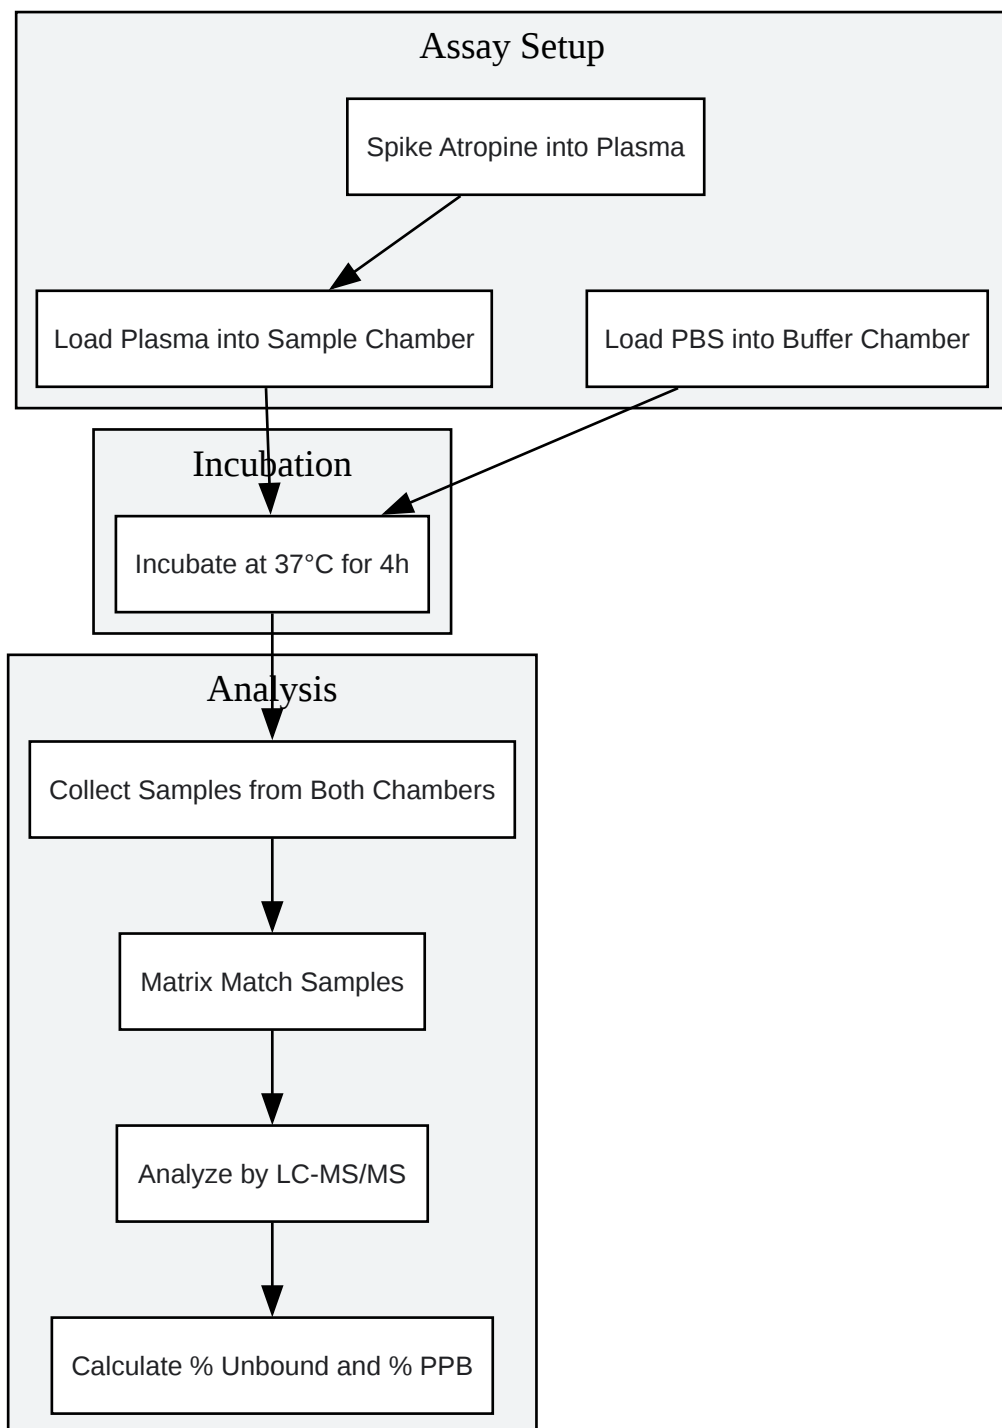 Assay Setup
Spike Atropine into Plasma
Load Plasma into Sample Chamber
Load PBS into Buffer Chamber
Incubation
Incubate at 37°C for 4h
Analysis
Collect Samples from Both Chambers
Matrix Match Samples
Analyze by LC-MS/MS
Calculate % Unbound and % PPB